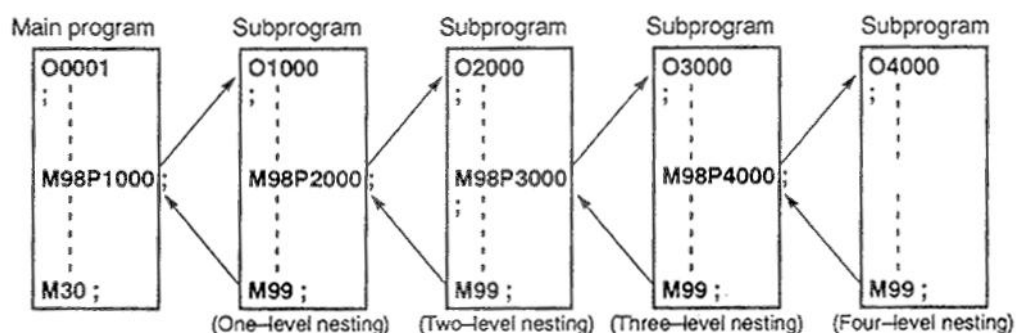 Main program
Subprogram
Subprogram
Subprogram
Subprogram
O0001
;
M98P1000 ;
M30 ;
O1000
;
M98P2000 ;
M99 ;
(One–level nesting)
O2000
;
M98P3000
;
M99 ;
(Two–level nesting)
O3000
;
M98P4000 ;
M99 ;
(Three–level nesting)
O4000
;
M99 ;
(Four–level nesting)